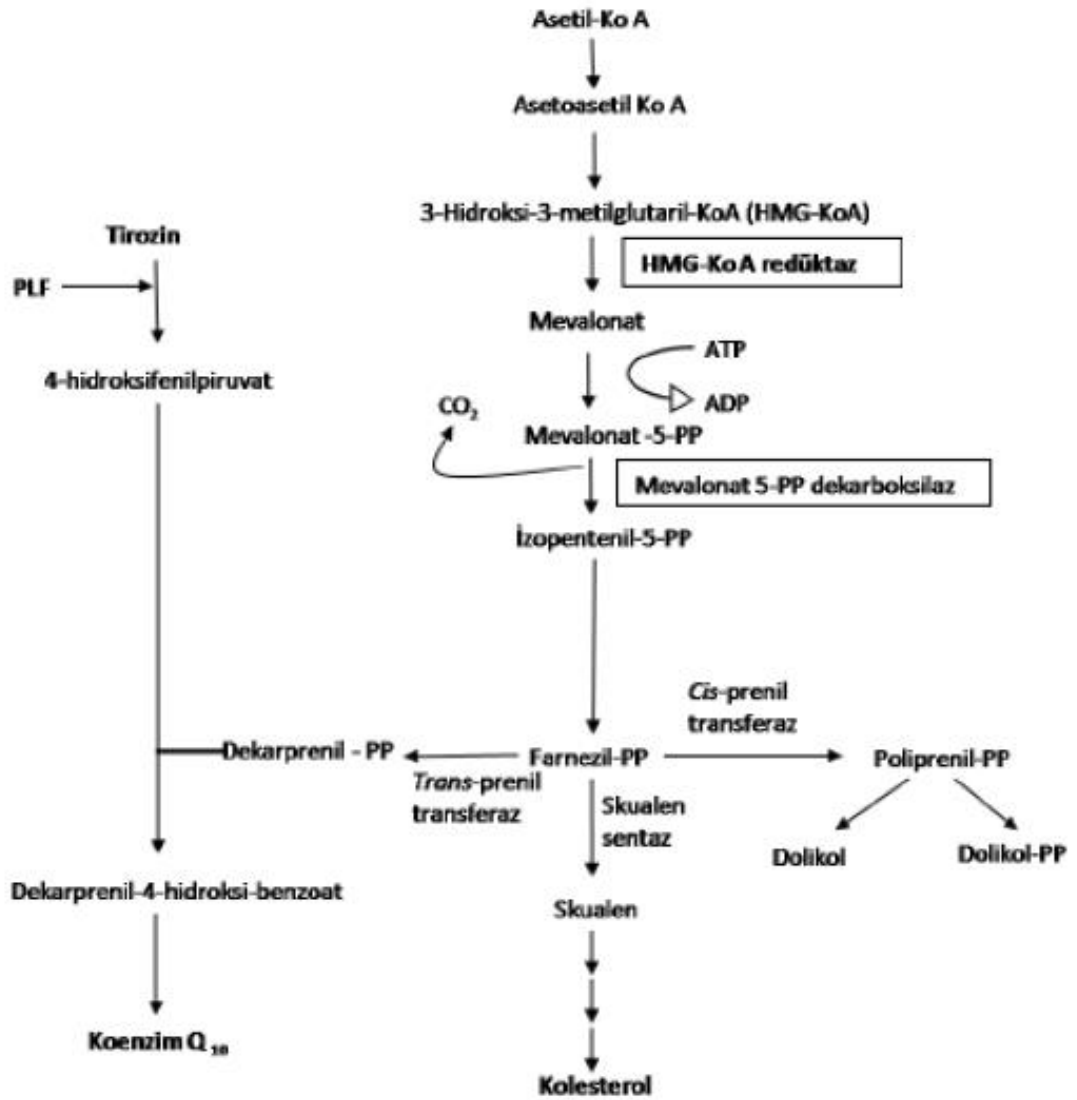 Asetil-Ko A
Asetoasetil Ko A
3-Hidroksi-3-metilglutaril-KoA (HMG-KoA)
HMG-Ko A redüktaz
Tirozin
PLF
Mevalonat
ATP
ADP
4-hidroksifenilpiruvat
CO₂
Mevalonat -5-PP
Mevalonat 5-PP dekarboksilaz
İzopentenil-5-PP
Cis-prenil
transferaz
Dekarprenil - PP
Farnezil-PP
Poliprenil-PP
Trans-prenil
transferaz
Skualen
sentaz
Dolikol
Dolikol-PP
Dekarprenil-4-hidroksi-benzoat
Skualen
Koenzim Q₁₀
Kolesterol